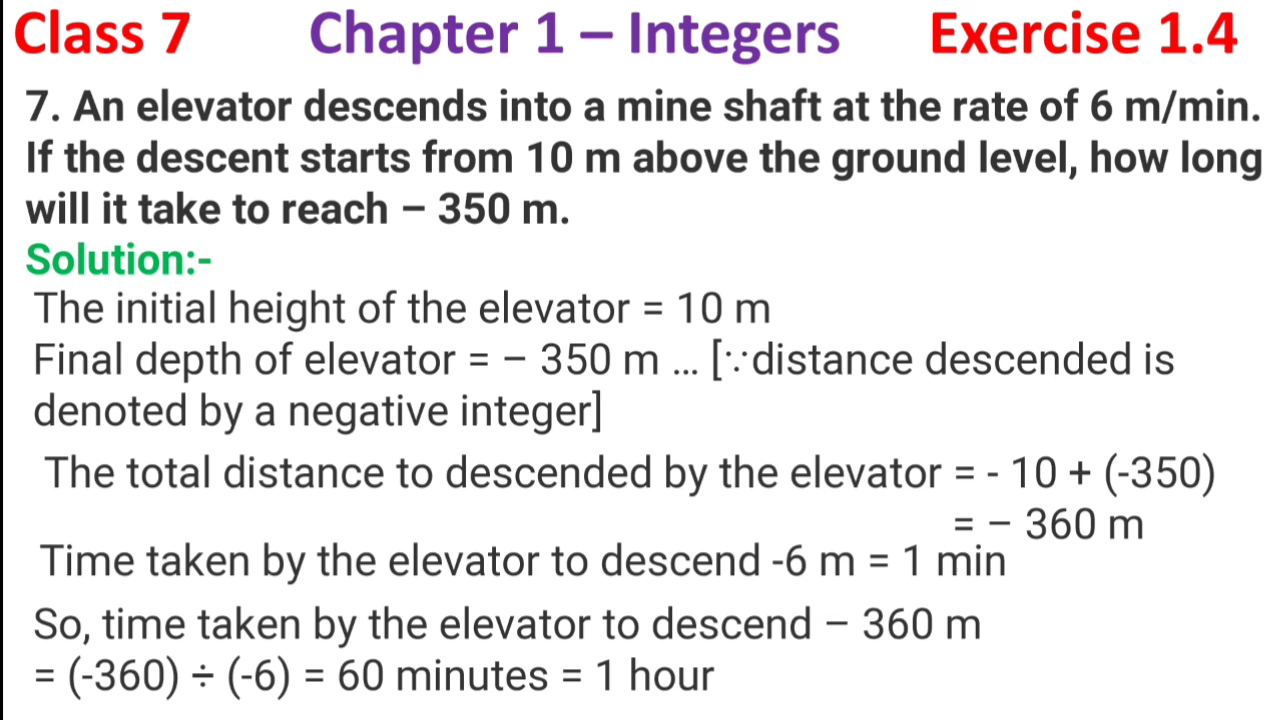 Class 7 Chapter 1 – Integers Exercise 1.4
7. An elevator descends into a mine shaft at the rate of 6 m/min.
If the descent starts from 10 m above the ground level, how long
will it take to reach – 350 m.
Solution:-
The initial height of the elevator = 10 m
Final depth of elevator = – 350 m ... [∵distance descended is
denoted by a negative integer]
The total distance to descended by the elevator = - 10 + (-350)
= – 360 m
Time taken by the elevator to descend -6 m = 1 min
So, time taken by the elevator to descend – 360 m
= (-360) ÷ (-6) = 60 minutes = 1 hour